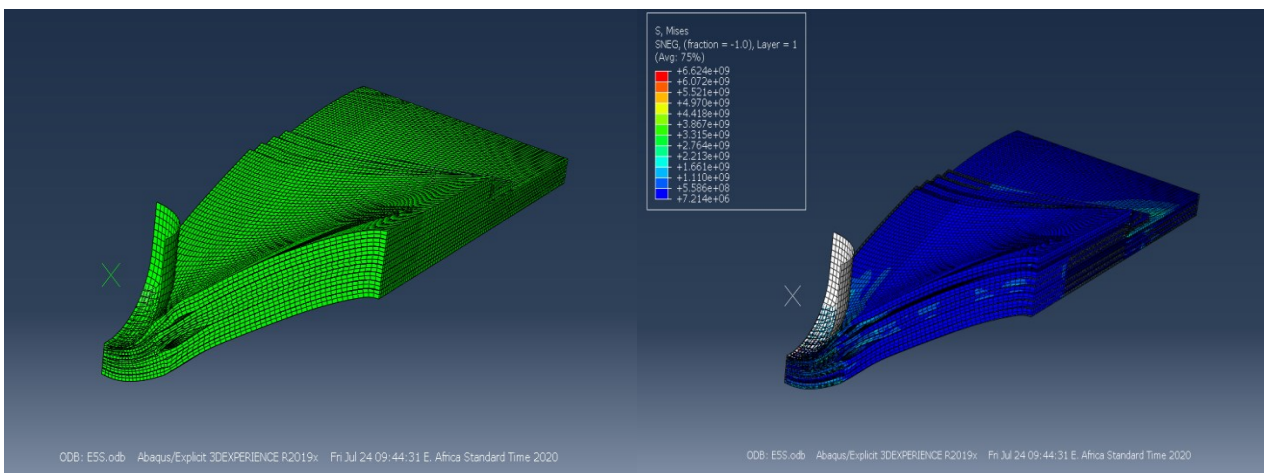 S, Mises
SNEG, (fraction = -1.0), Layer = 1
(Avg: 75%)
+6.624e+09
+6.072e+09
+5.521e+09
+4.970e+09
+4.418e+09
+3.867e+09
+3.315e+09
+2.764e+09
+2.213e+09
+1.661e+09
+1.110e+09
+5.586e+08
+7.214e+06
ODB: E5S.odb Abaqus/Explicit 3DEXPERIENCE R2019x Fri Jul 24 09:44:31 E. Africa Standard Time 2020
ODB: E5S.odb Abaqus/Explicit 3DEXPERIENCE R2019x Fri Jul 24 09:44:31 E. Africa Standard Time 2020